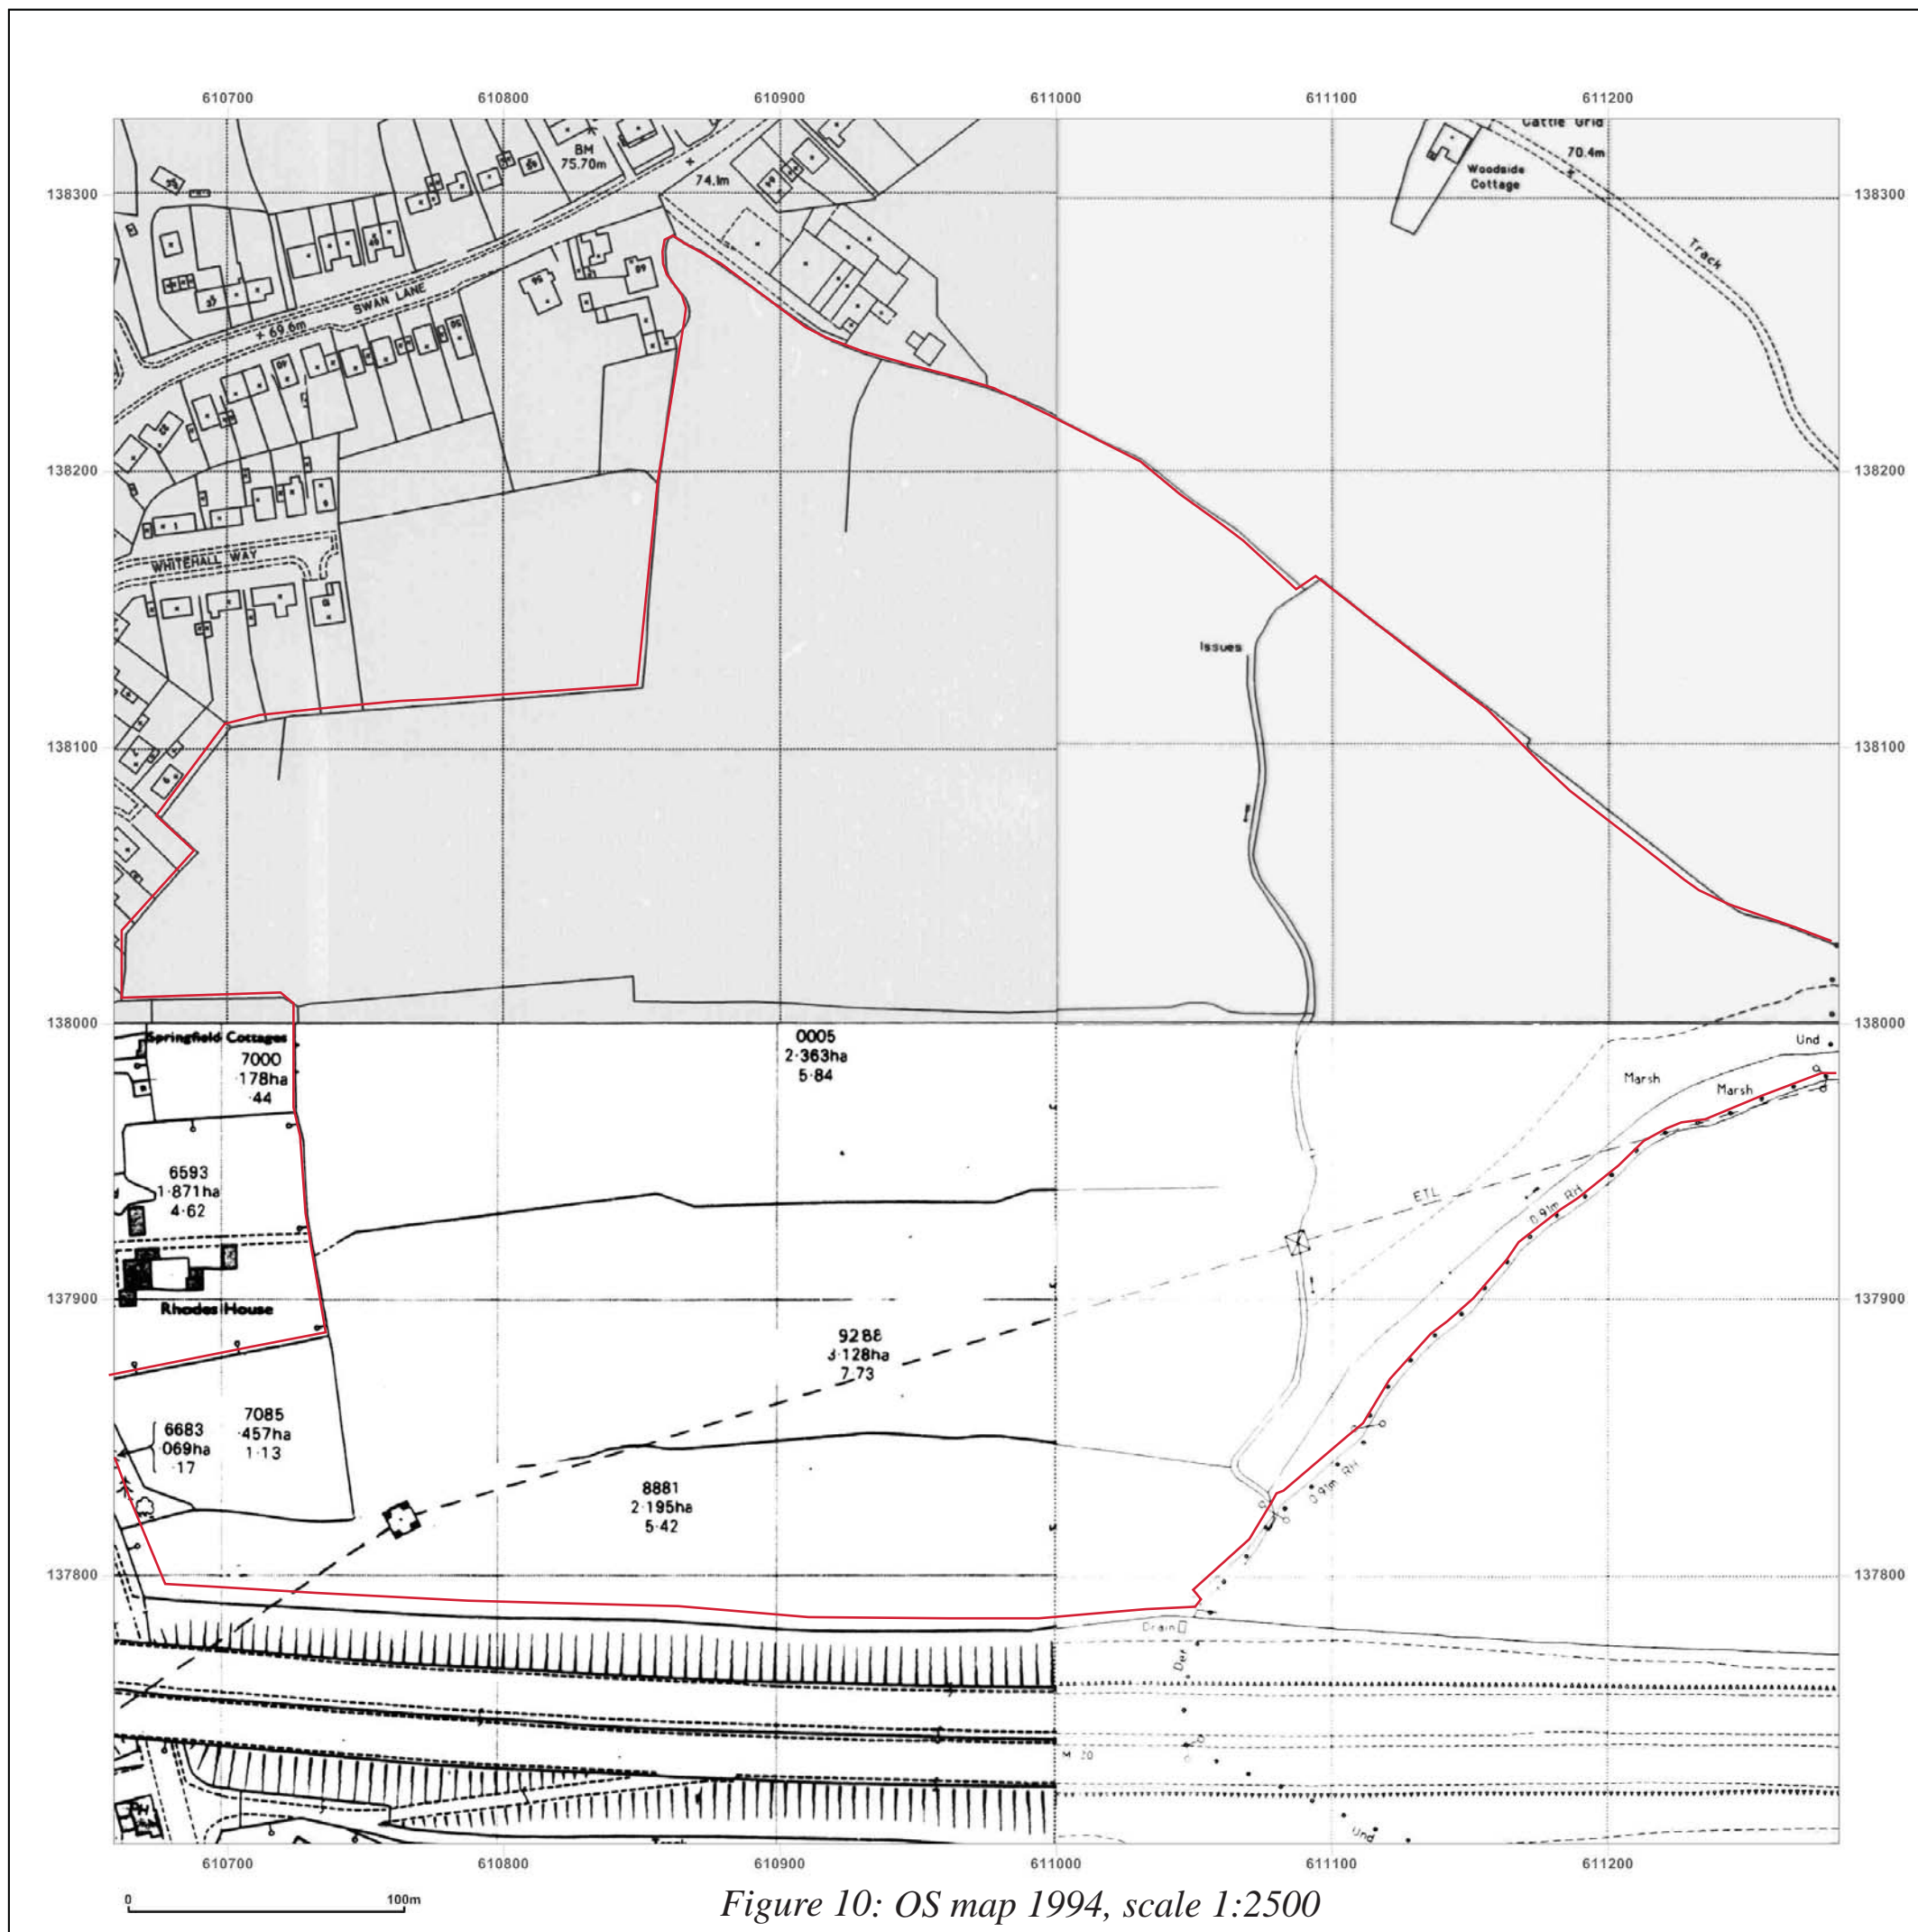 610700 610800 610900 611000 611100 611200
138300
138200
138100
138000
137900
137800
BM
75.70m
74.1m
Cattle Grid
70.4m
Woodside
Cottage
Track
SWAN LANE
+ 69.6m
WHITEHALL WAY
Issues
Springfield Cottages
7000
·178ha
·44
0005
2·363ha
5·84
Und
Marsh
Marsh
6593
1·871ha
4·62
ETL
0.91m RH
Rhodes House
9288
3·128ha
7.73
7085
·457ha
1·13
6683
·069ha
·17
8881
2·195ha
5·42
0.91m RH
Drain
Def
M 20
PH
Und
138300
138200
138100
138000
137900
137800
610700 610800 610900 611000 611100 611200
0 100m
Figure 10: OS map 1994, scale 1:2500